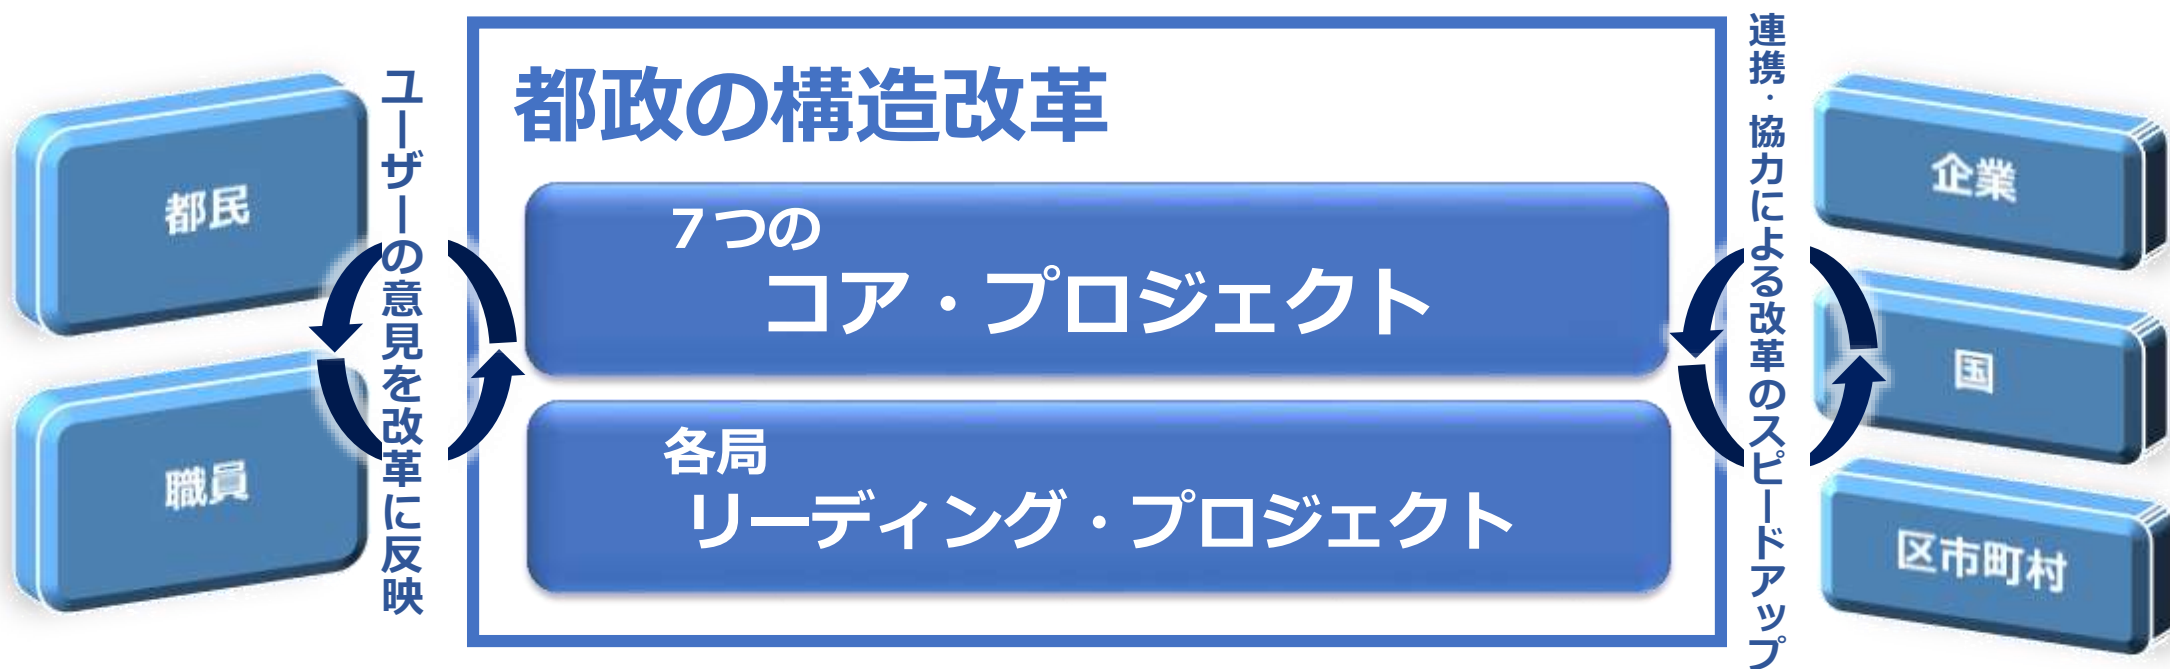 都民
職員
ユーザーの意見を改革に反映
都政の構造改革
7つの
コア・プロジェクト
各局
リーディング・プロジェクト
連携・協力による改革のスピードアップ
企業
国
区市町村